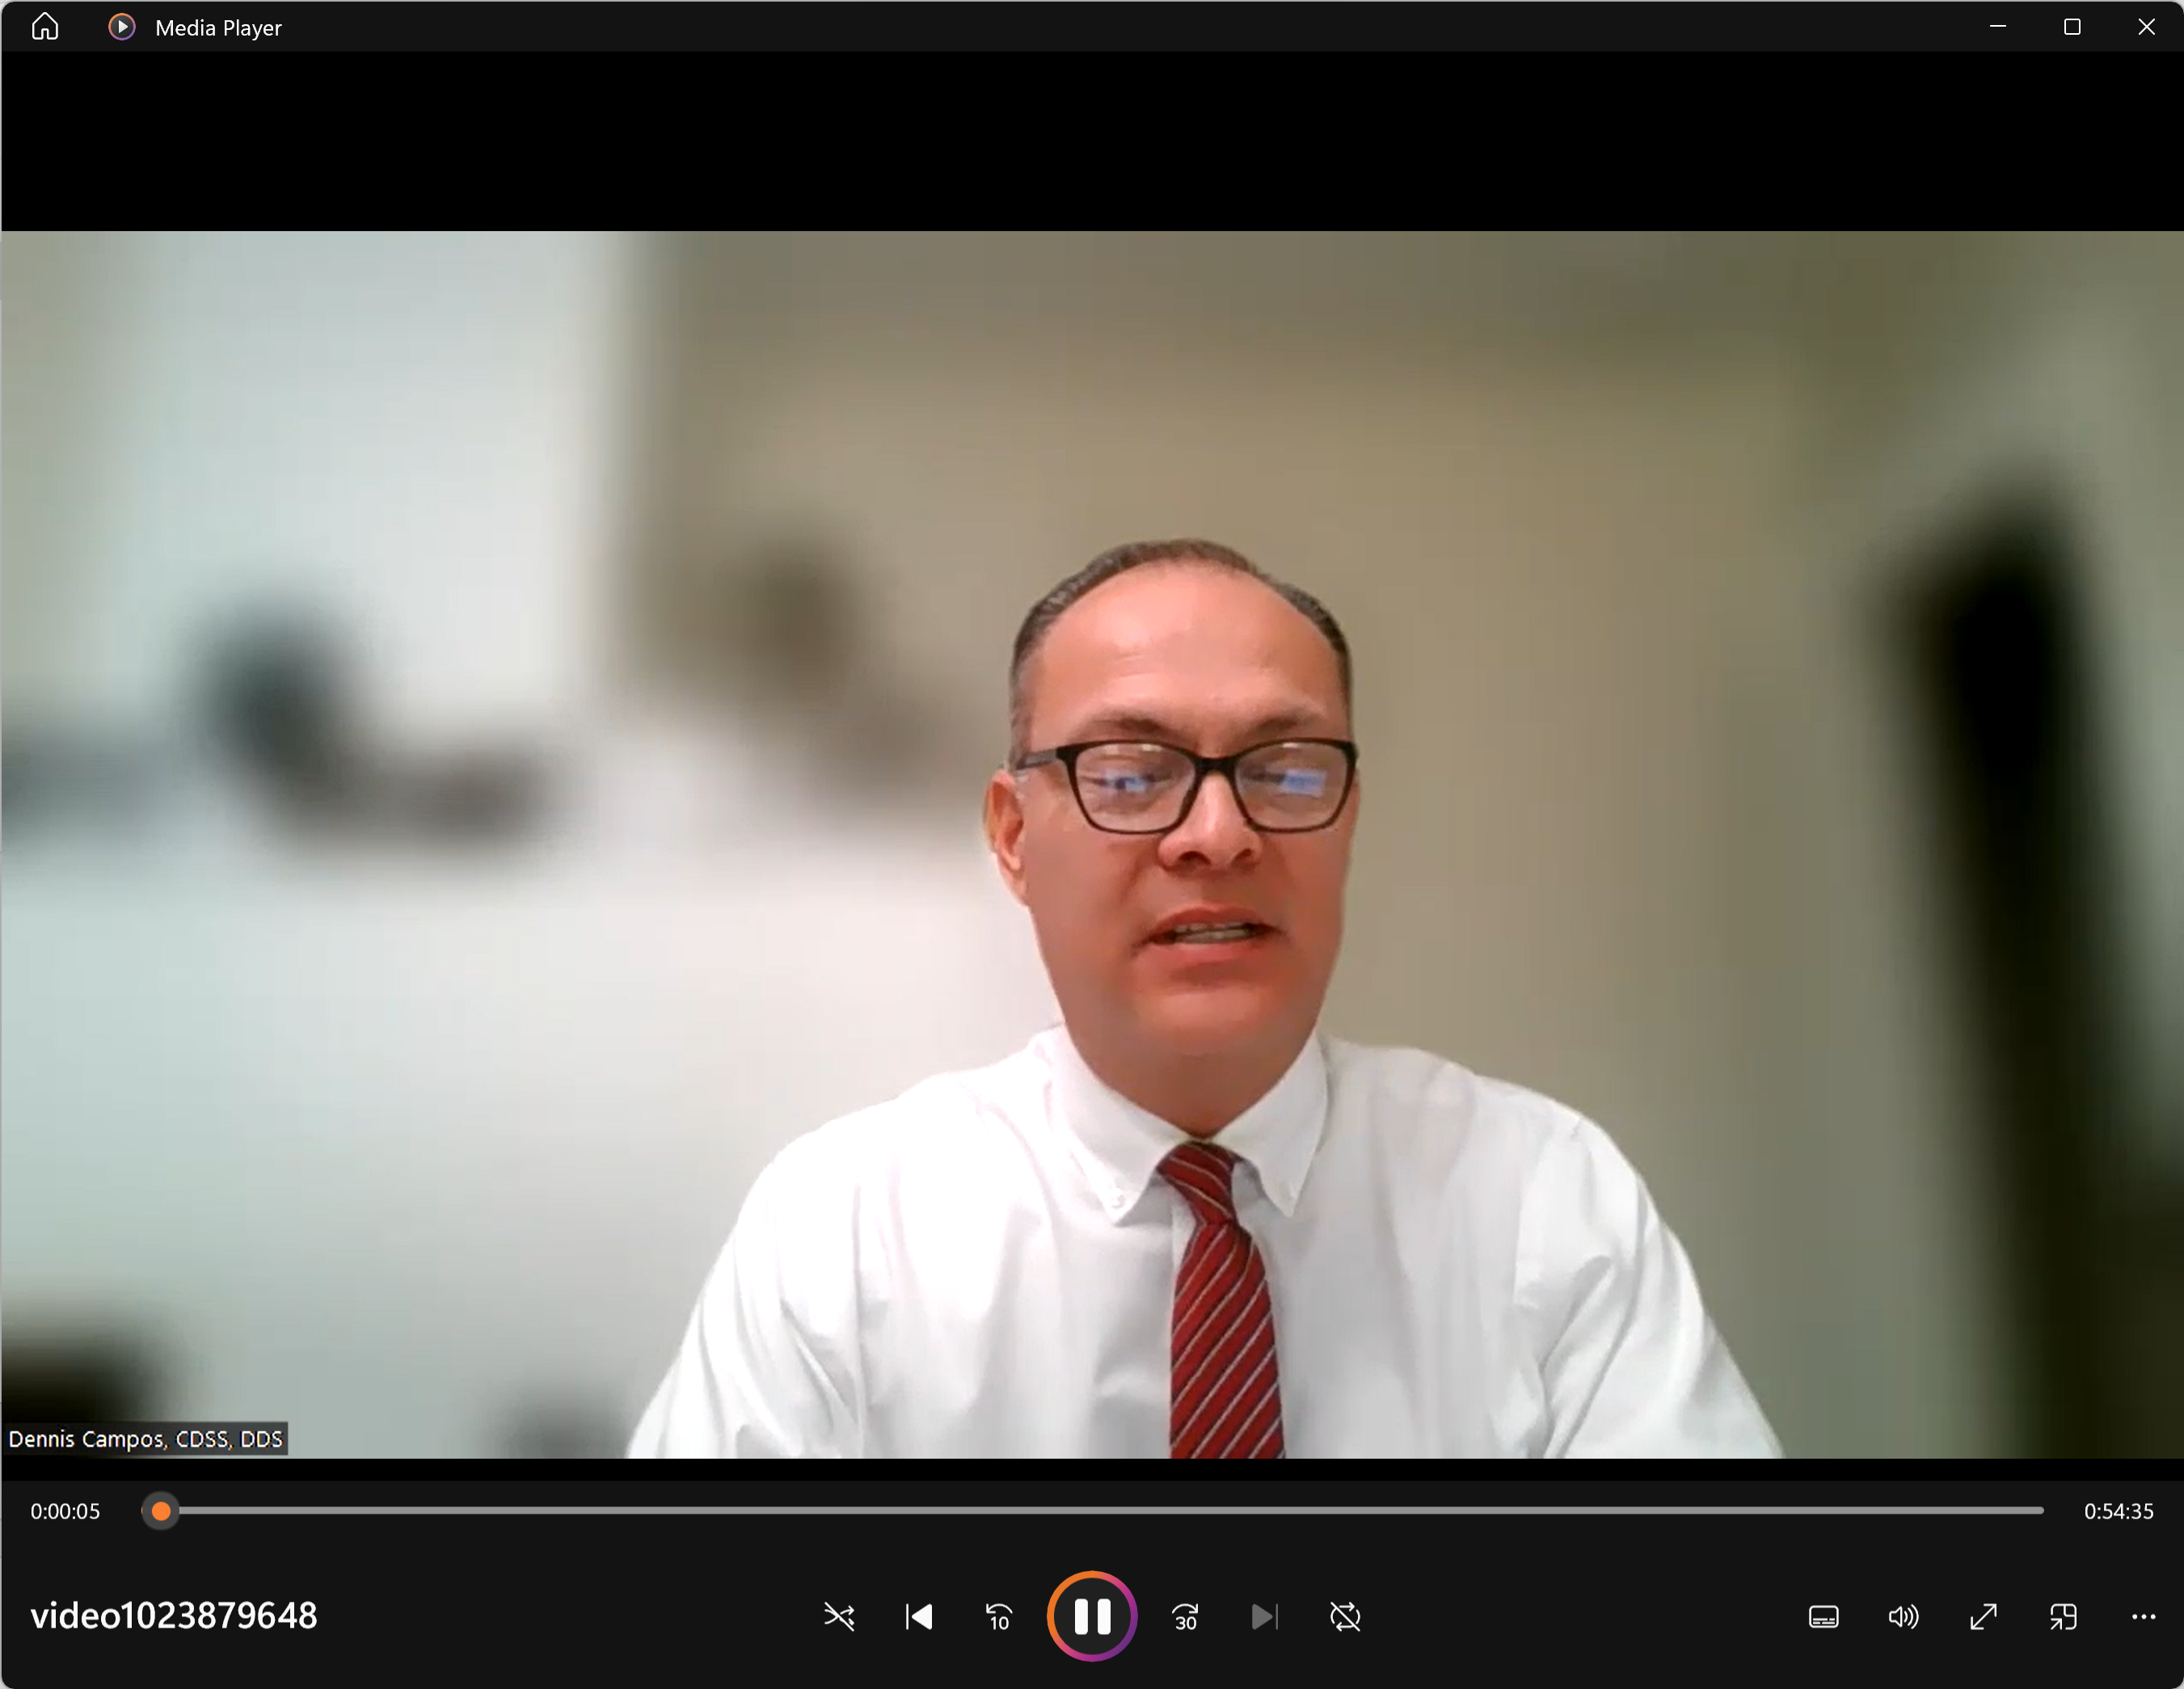 Media Player
Dennis Campos, CDSS, DDS
0:00:05
0:54:35
video1023879648
10
30